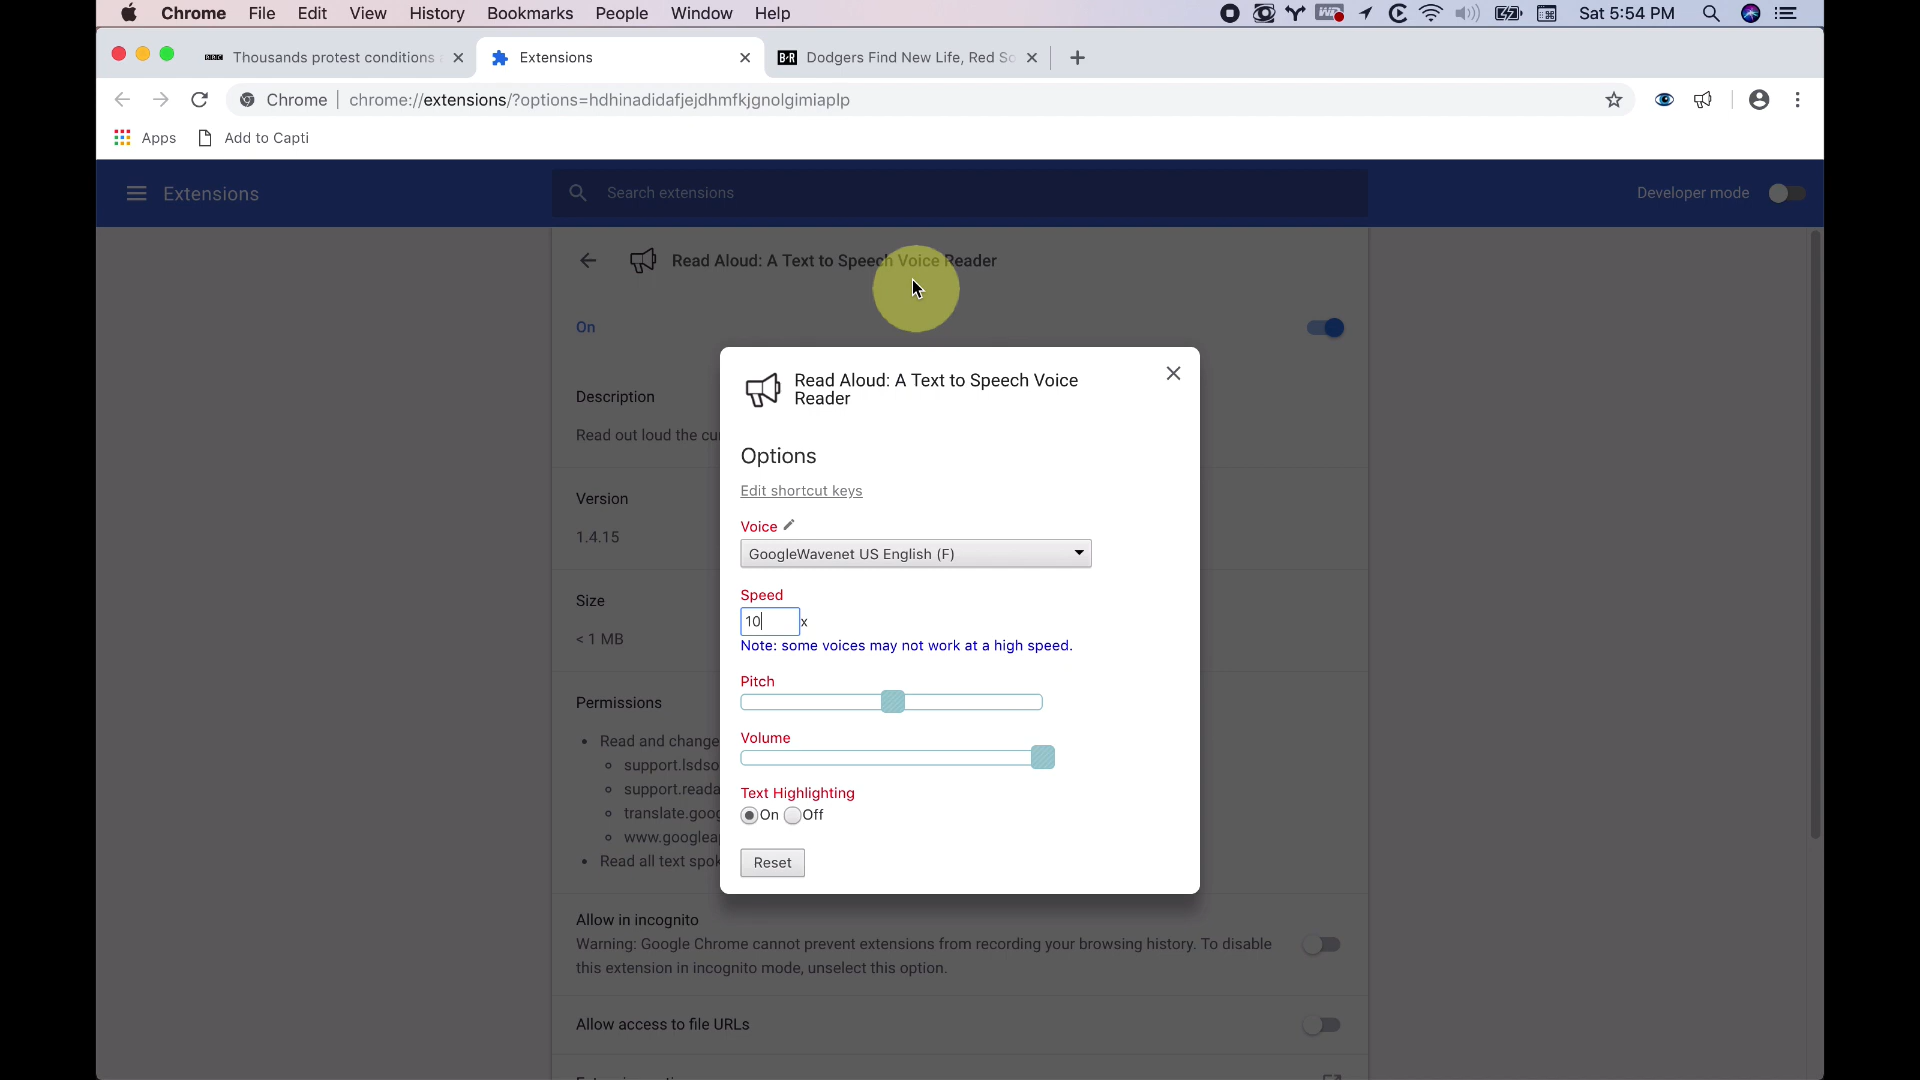 Chrome File Edit View History Bookmarks People Window Help Sat 5:54 PM
BBC Thousands protest conditions Extensions B/R Dodgers Find New Life, Red So
Chrome chrome://extensions/?options=hdhinadidafjejdhmfkjgnolgimiaplp
Apps Add to Capti
Extensions Search extensions Developer mode
Read Aloud: A Text to Speech Voice Reader
On
Description
Read out loud the cu
Version
1.4.15
Size
< 1 MB
Permissions
• Read and change
support.lsdso
support.reada
translate.goog
www.googlea
• Read all text spok
Read Aloud: A Text to Speech Voice
Reader
Options
Edit shortcut keys
Voice
GoogleWavenet US English (F)
Speed
10 x
Note: some voices may not work at a high speed.
Pitch
Volume
Text Highlighting
On Off
Reset
Allow in incognito
Warning: Google Chrome cannot prevent extensions from recording your browsing history. To disable
this extension in incognito mode, unselect this option.
Allow access to file URLs